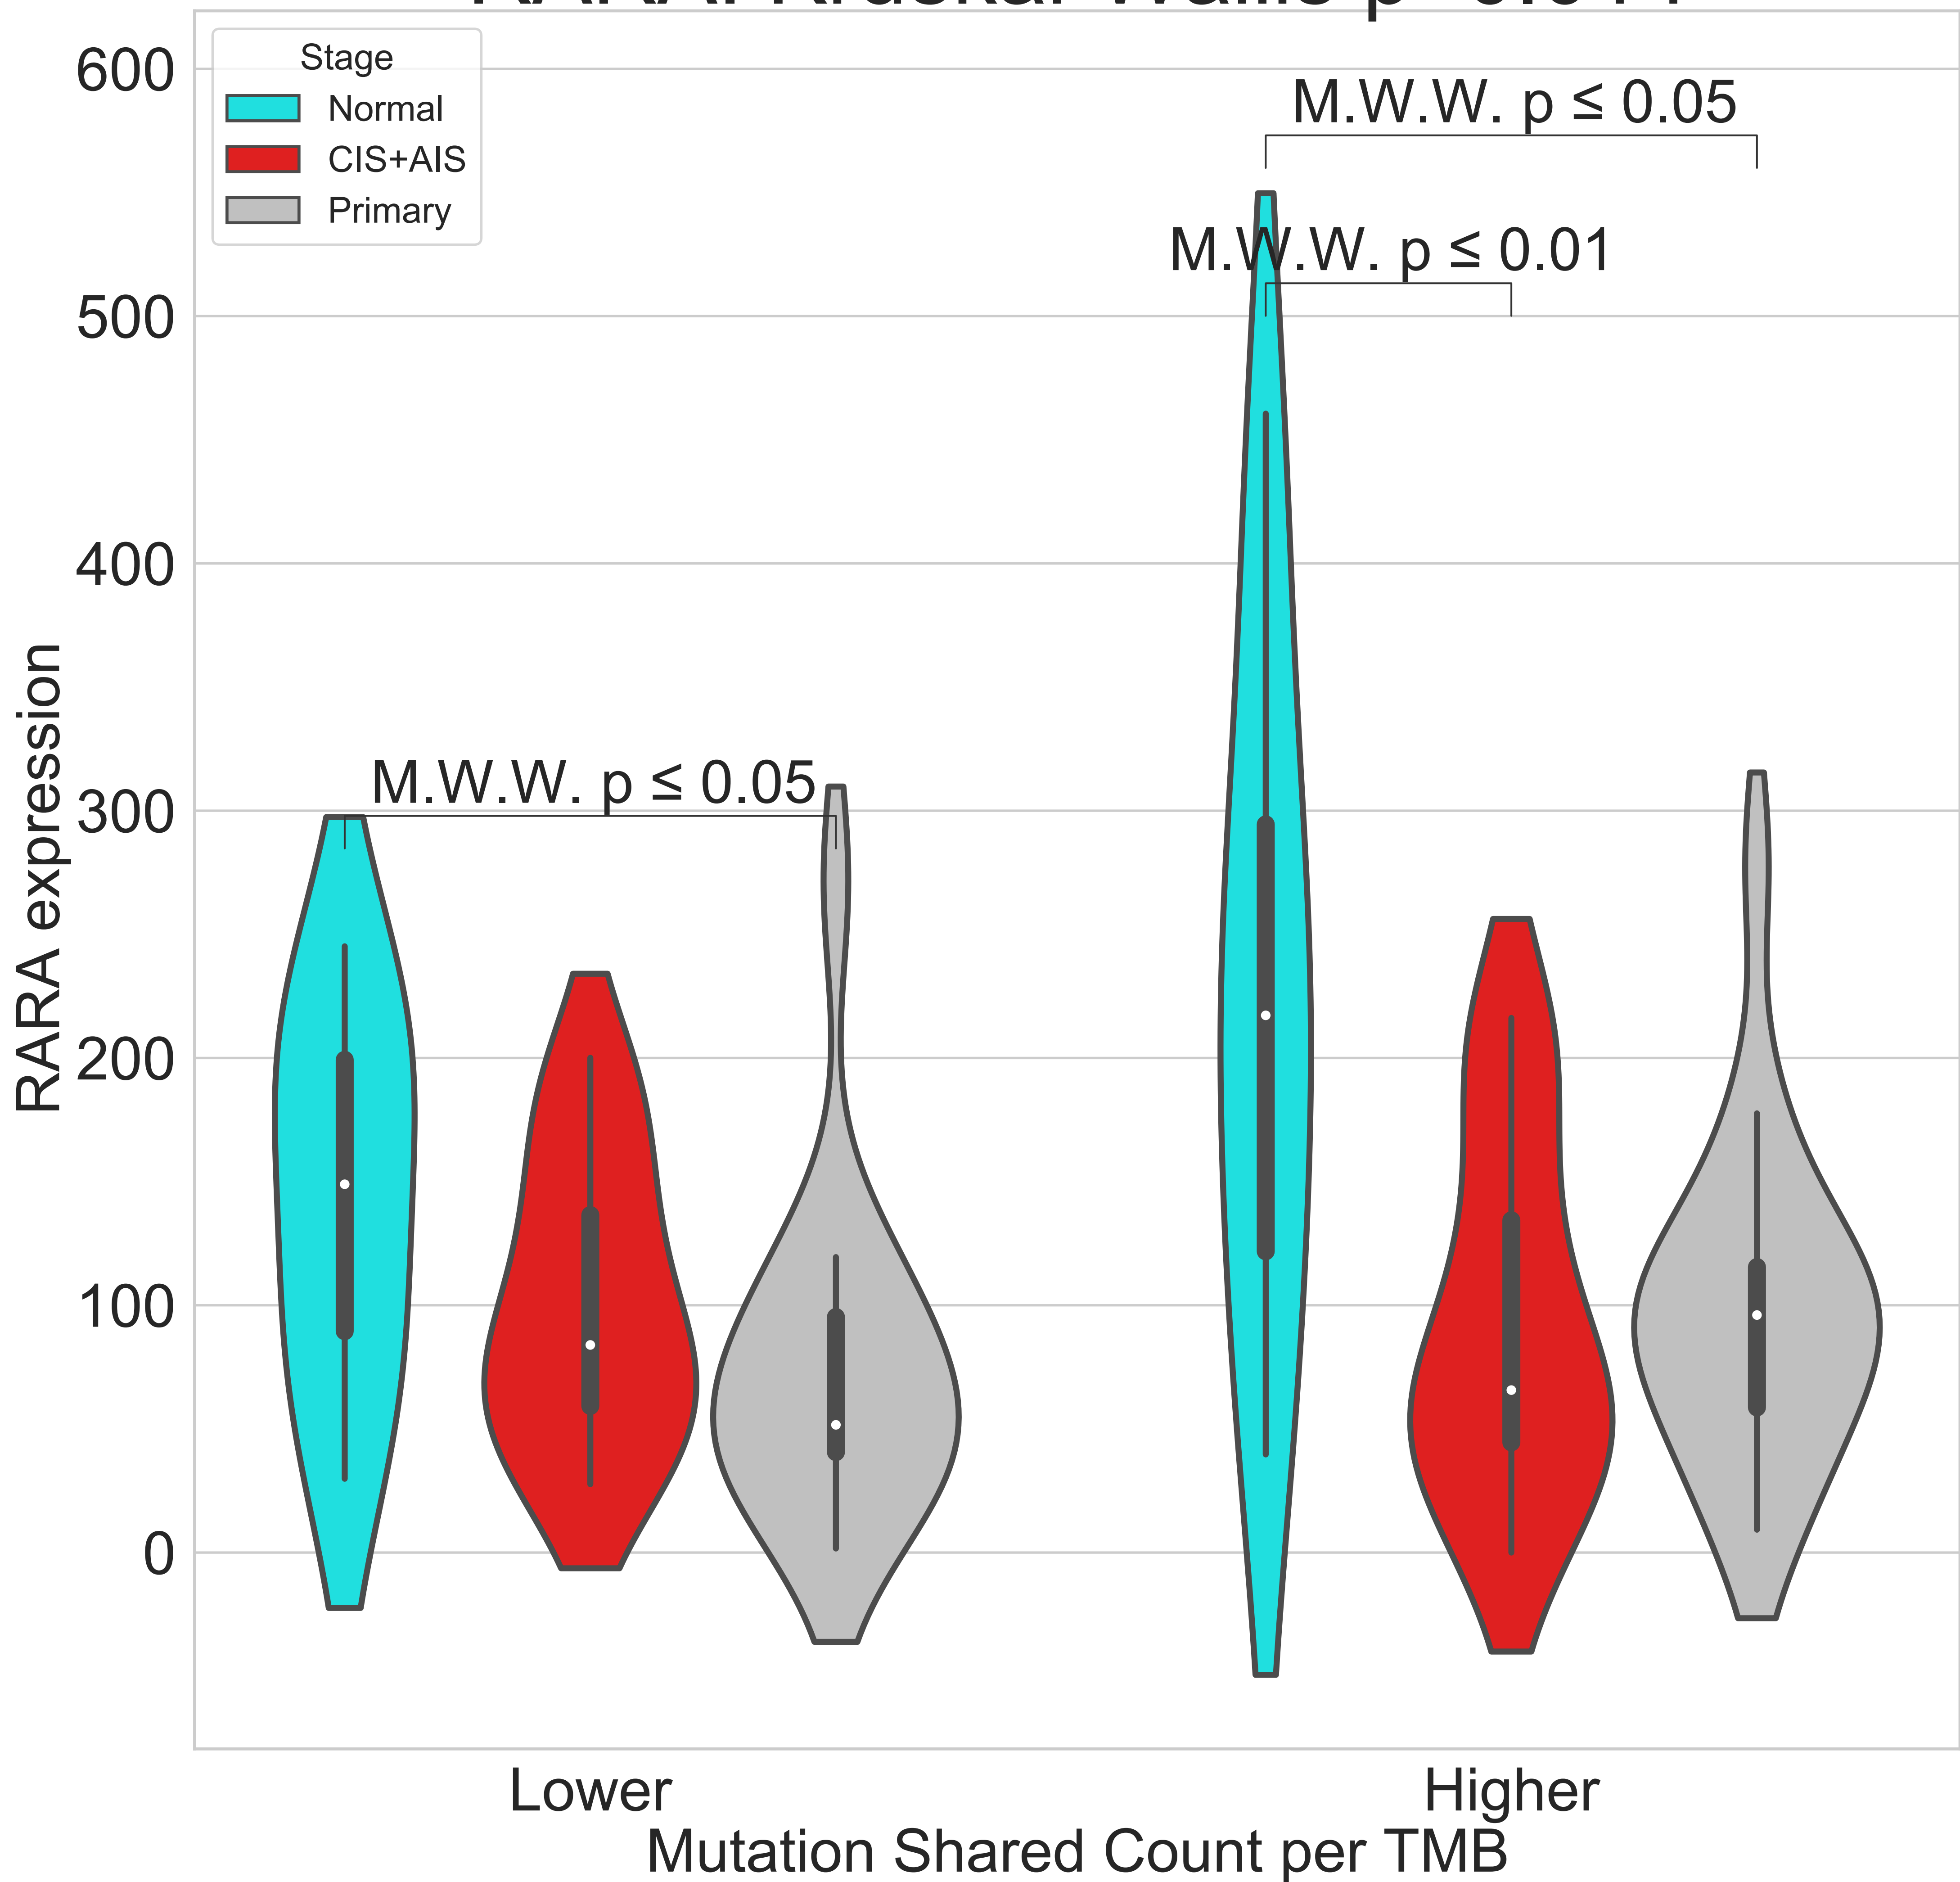 Stage
Normal
CIS+AIS
Primary
M.W.W. p ≤ 0.05
M.W.W. p ≤ 0.01
M.W.W. p ≤ 0.05
600
500
400
300
200
100
0
RARA expression
Lower
Higher
Mutation Shared Count per TMB